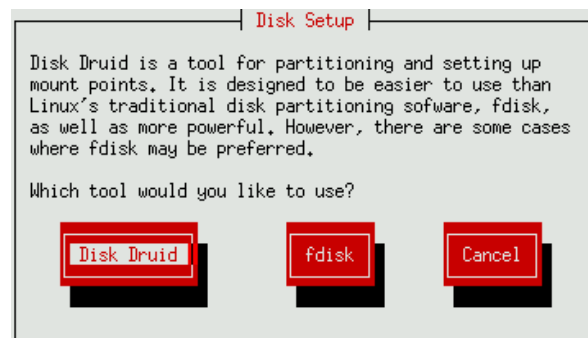 Disk Setup
Disk Druid is a tool for partitioning and setting up
mount points. It is designed to be easier to use than
Linux's traditional disk partitioning sofware, fdisk,
as well as more powerful. However, there are some cases
where fdisk may be preferred.
Which tool would you like to use?
Disk Druid fdisk Cancel